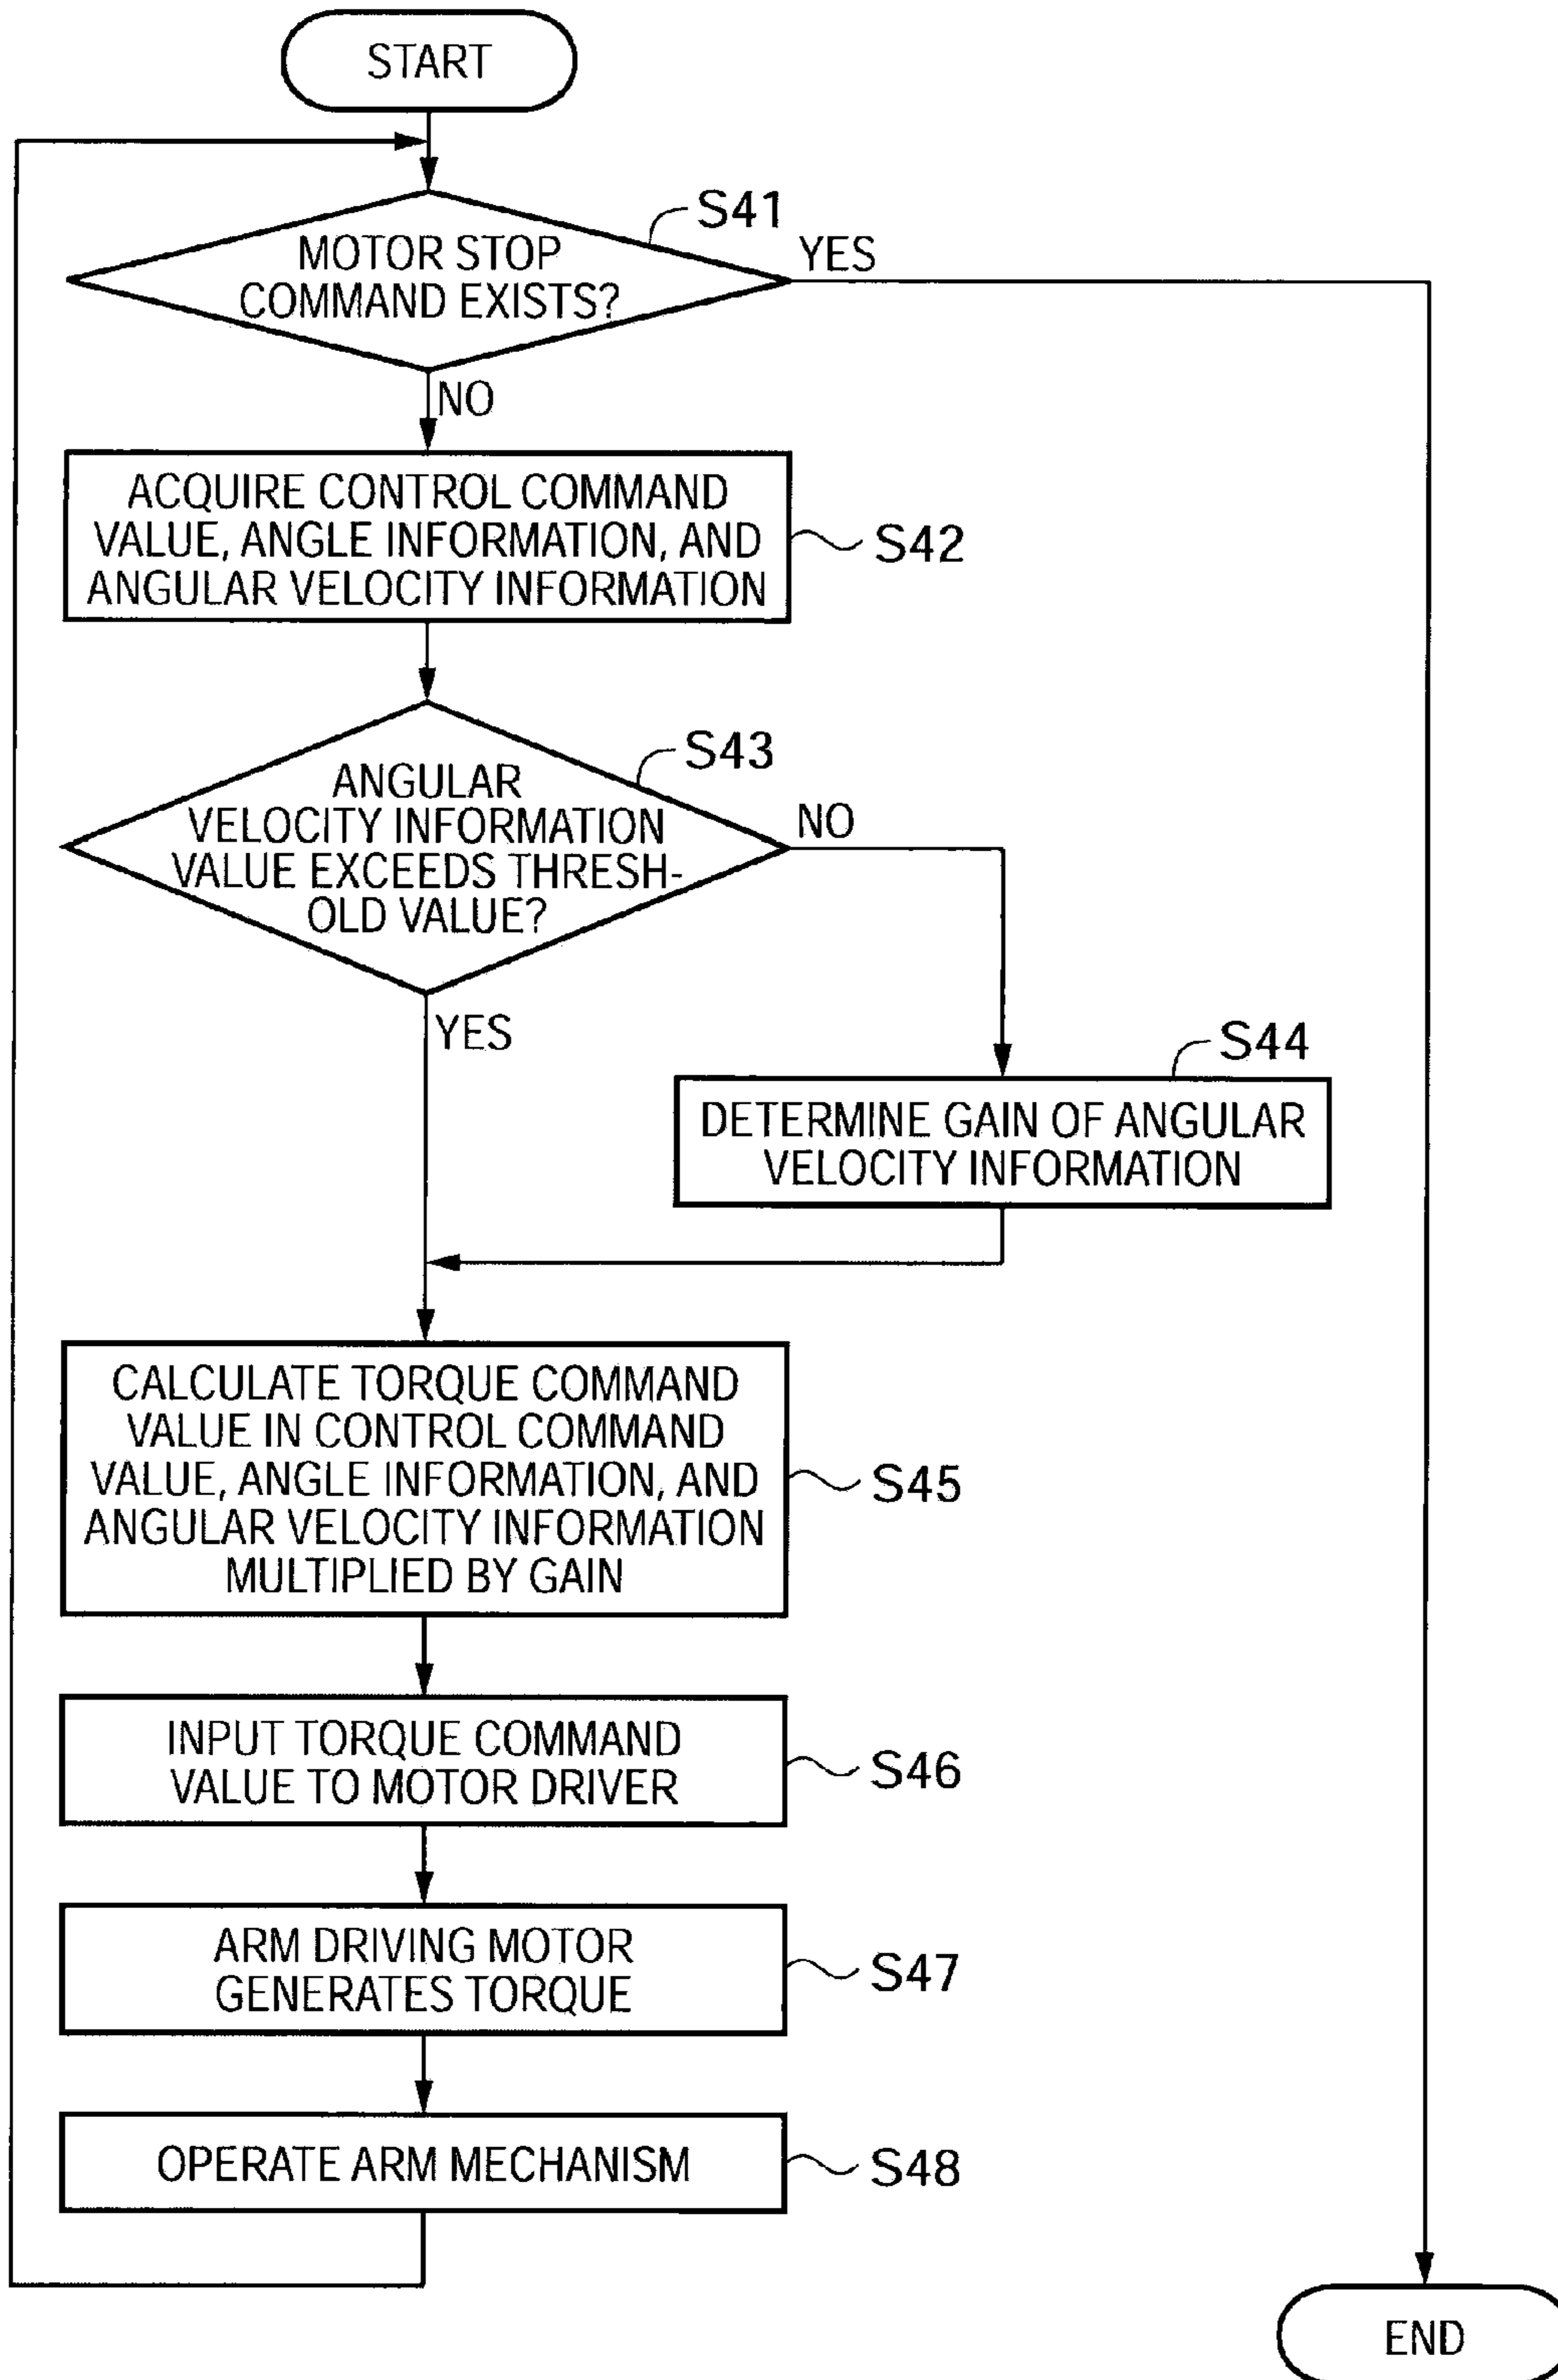 START
S41
MOTOR STOP
COMMAND EXISTS?
YES
NO
ACQUIRE CONTROL COMMAND
VALUE, ANGLE INFORMATION, AND
ANGULAR VELOCITY INFORMATION
S42
S43
ANGULAR
VELOCITY INFORMATION
VALUE EXCEEDS THRESH-
OLD VALUE?
NO
YES
S44
DETERMINE GAIN OF ANGULAR
VELOCITY INFORMATION
CALCULATE TORQUE COMMAND
VALUE IN CONTROL COMMAND
VALUE, ANGLE INFORMATION, AND
ANGULAR VELOCITY INFORMATION
MULTIPLIED BY GAIN
S45
INPUT TORQUE COMMAND
VALUE TO MOTOR DRIVER
S46
ARM DRIVING MOTOR
GENERATES TORQUE
S47
OPERATE ARM MECHANISM
S48
END